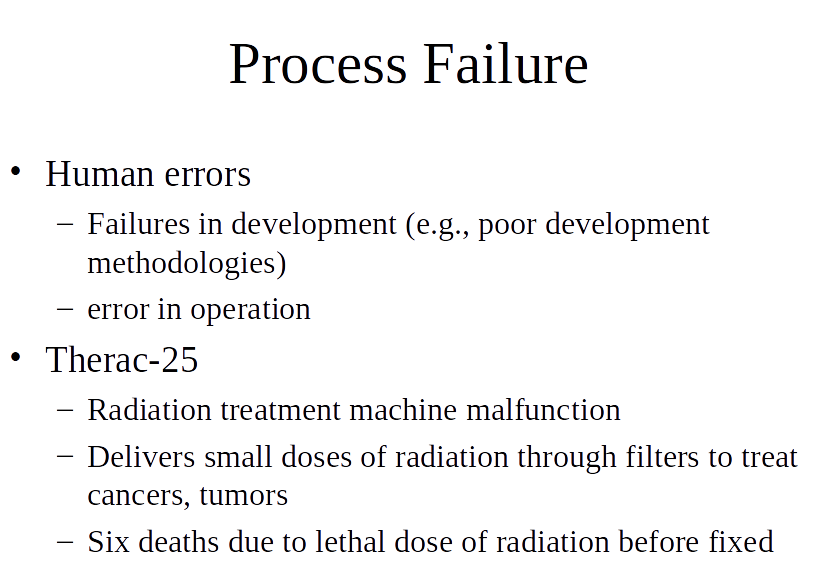 Process Failure
• Human errors
– Failures in development (e.g., poor development
methodologies)
– error in operation
• Therac-25
– Radiation treatment machine malfunction
– Delivers small doses of radiation through filters to treat
cancers, tumors
– Six deaths due to lethal dose of radiation before fixed